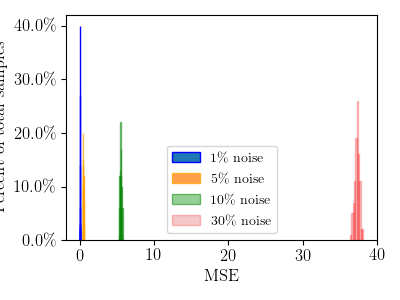 40.0%
30.0%
20.0%
10.0%
0.0%
Percent of total samples
1% noise
5% noise
10% noise
30% noise
0
10
20
30
40
MSE